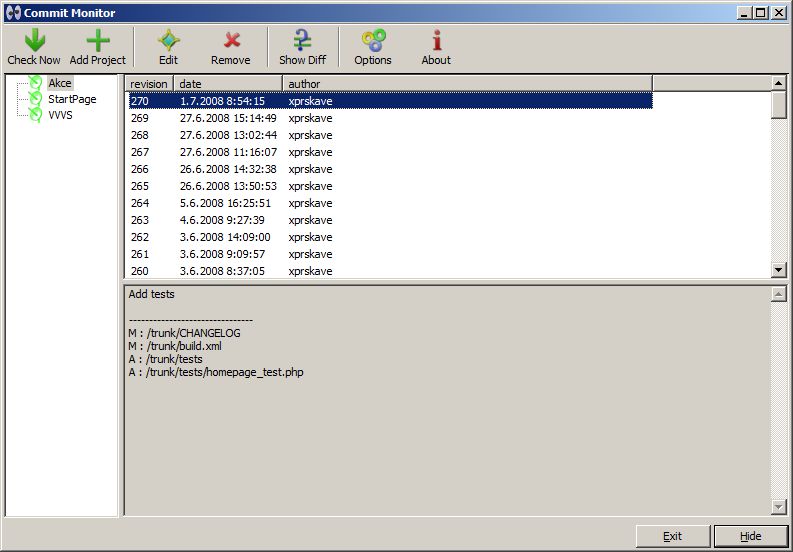 Commit Monitor
Check Now Add Project Edit Remove Show Diff Options About
Akce
StartPage
VVVS
revision date author
270 1.7.2008 8:54:15 xprskave
269 27.6.2008 15:14:49 xprskave
268 27.6.2008 13:02:44 xprskave
267 27.6.2008 11:16:07 xprskave
266 26.6.2008 14:32:38 xprskave
265 26.6.2008 13:50:53 xprskave
264 5.6.2008 16:25:51 xprskave
263 4.6.2008 9:27:39 xprskave
262 3.6.2008 14:09:00 xprskave
261 3.6.2008 9:09:57 xprskave
260 3.6.2008 8:37:05 xprskave
Add tests
-------------------------------
M : /trunk/CHANGELOG
M : /trunk/build.xml
A : /trunk/tests
A : /trunk/tests/homepage_test.php
Exit Hide